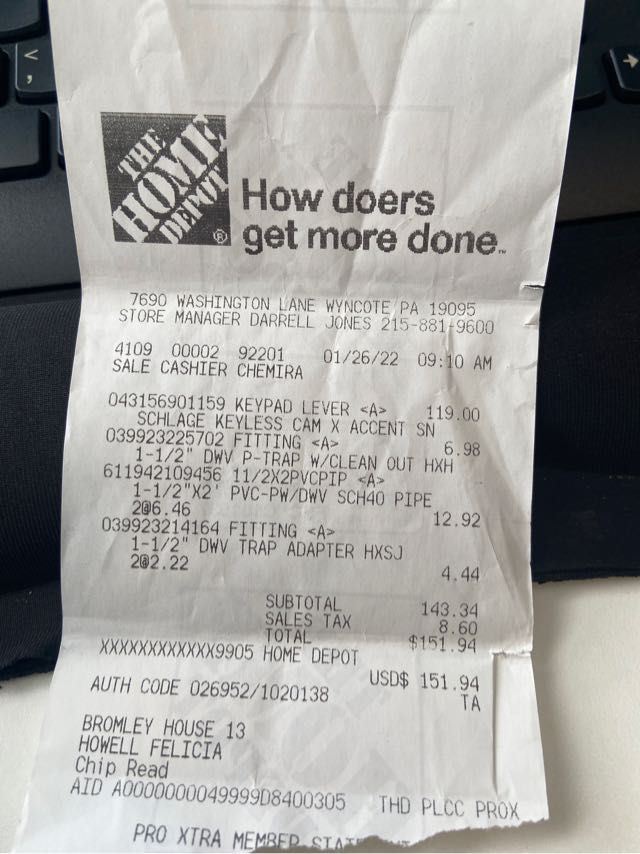 THE
HOME
DEPOT
®
How doers
get more done™
7690 WASHINGTON LANE WYNCOTE PA 19095
STORE MANAGER DARRELL JONES 215-881-9600
4109 00002 92201 01/26/22 09:10 AM
SALE CASHIER CHEMIRA
043156901159 KEYPAD LEVER <A> 119.00
SCHLAGE KEYLESS CAM X ACCENT SN
039923225702 FITTING <A> 6.98
1-1/2" DWV P-TRAP W/CLEAN OUT HXH
611942109456 11/2X2PVCPIP <A>
1-1/2"X2' PVC-PW/DWV SCH40 PIPE
2@6.46 12.92
039923214164 FITTING <A>
1-1/2" DWV TRAP ADAPTER HXSJ
2@2.22 4.44
SUBTOTAL 143.34
SALES TAX 8.60
TOTAL $151.94
XXXXXXXXXXXX9905 HOME DEPOT
USD$ 151.94
AUTH CODE 026952/1020138 TA
BROMLEY HOUSE 13
HOWELL FELICIA
Chip Read
AID A0000000049999D8400305 THD PLCC PROX
PRO XTRA MEMBER